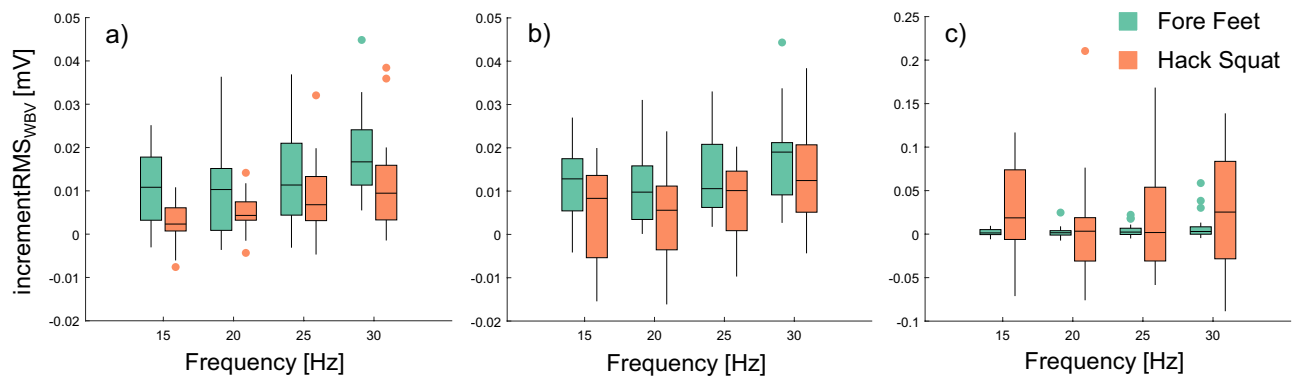 a)
0.05
0.04
0.03
0.02
0.01
0
-0.01
-0.02
incrementRMS_WBV [mV]
15 20 25 30
Frequency [Hz]
b)
0.05
0.04
0.03
0.02
0.01
0
-0.01
-0.02
15 20 25 30
Frequency [Hz]
c)
0.25
0.2
0.15
0.1
0.05
0
-0.05
-0.1
15 20 25 30
Frequency [Hz]
Fore Feet
Hack Squat